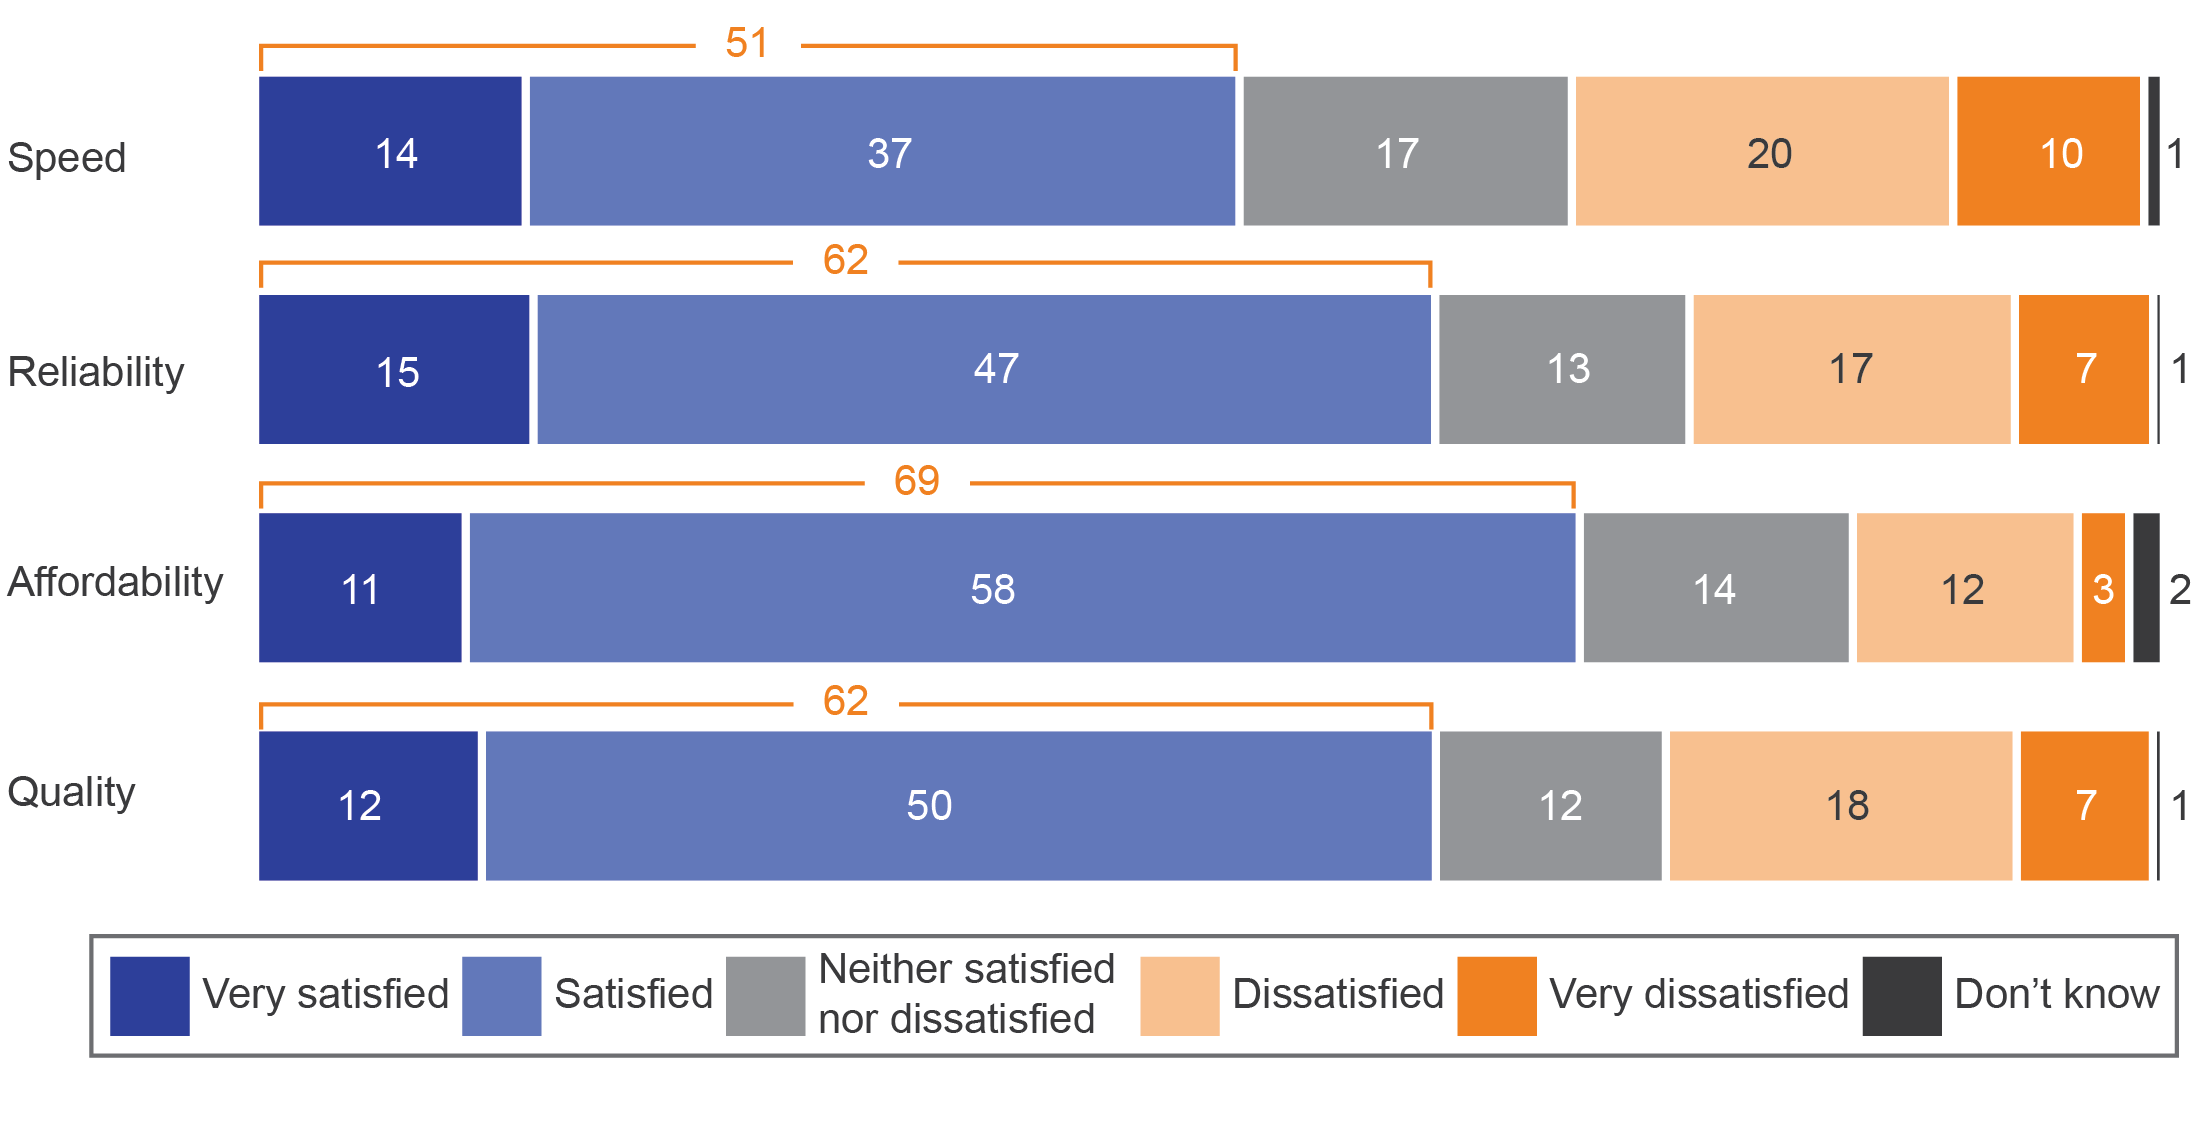 51
Speed 14 37 17 20 10 1
62
Reliability 15 47 13 17 7 1
69
Affordability 11 58 14 12 3 2
62
Quality 12 50 12 18 7 1
Very satisfied Satisfied Neither satisfied
nor dissatisfied Dissatisfied Very dissatisfied Don’t know